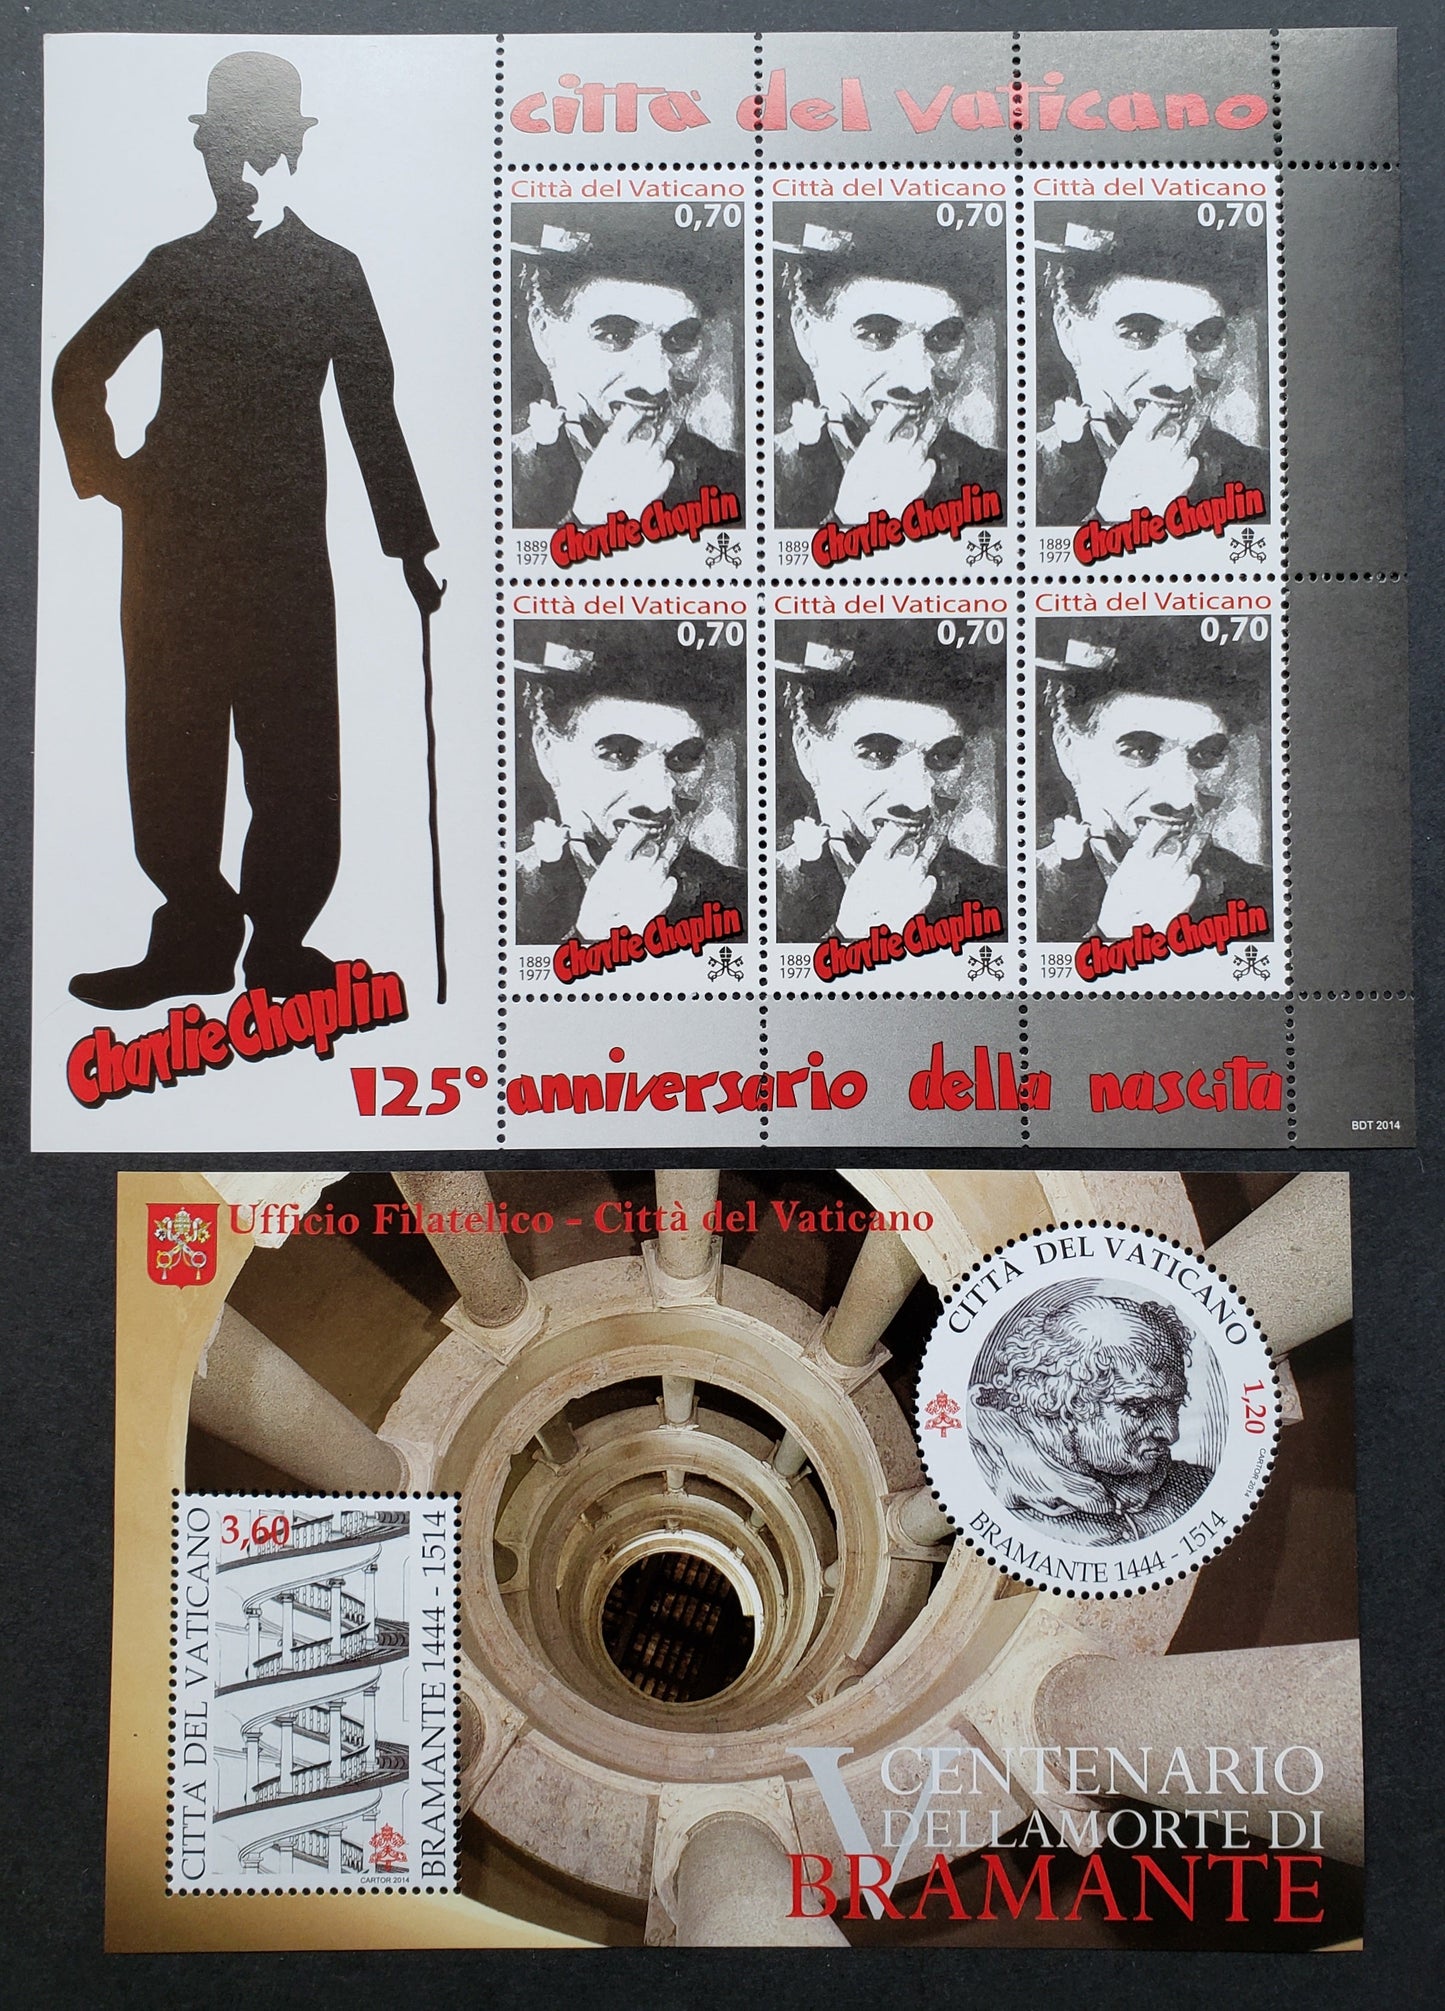 città del vaticano
Città del Vaticano
0,70
Charlie Chaplin
1889
1977
Città del Vaticano
0,70
Charlie Chaplin
1889
1977
Città del Vaticano
0,70
Charlie Chaplin
1889
1977
Città del Vaticano
0,70
Charlie Chaplin
1889
1977
Città del Vaticano
0,70
Charlie Chaplin
1889
1977
Città del Vaticano
0,70
Charlie Chaplin
1889
1977
Charlie Chaplin
125° anniversario della nascita
BDT 2014
Ufficio Filatelico - Città del Vaticano
CITTÀ DEL VATICANO
1,20
CARTOR 2014
BRAMANTE 1444 - 1514
CITTÀ DEL VATICANO
3,60
BRAMANTE 1444 - 1514
CARTOR 2014
V CENTENARIO
DELLA MORTE DI
BRAMANTE